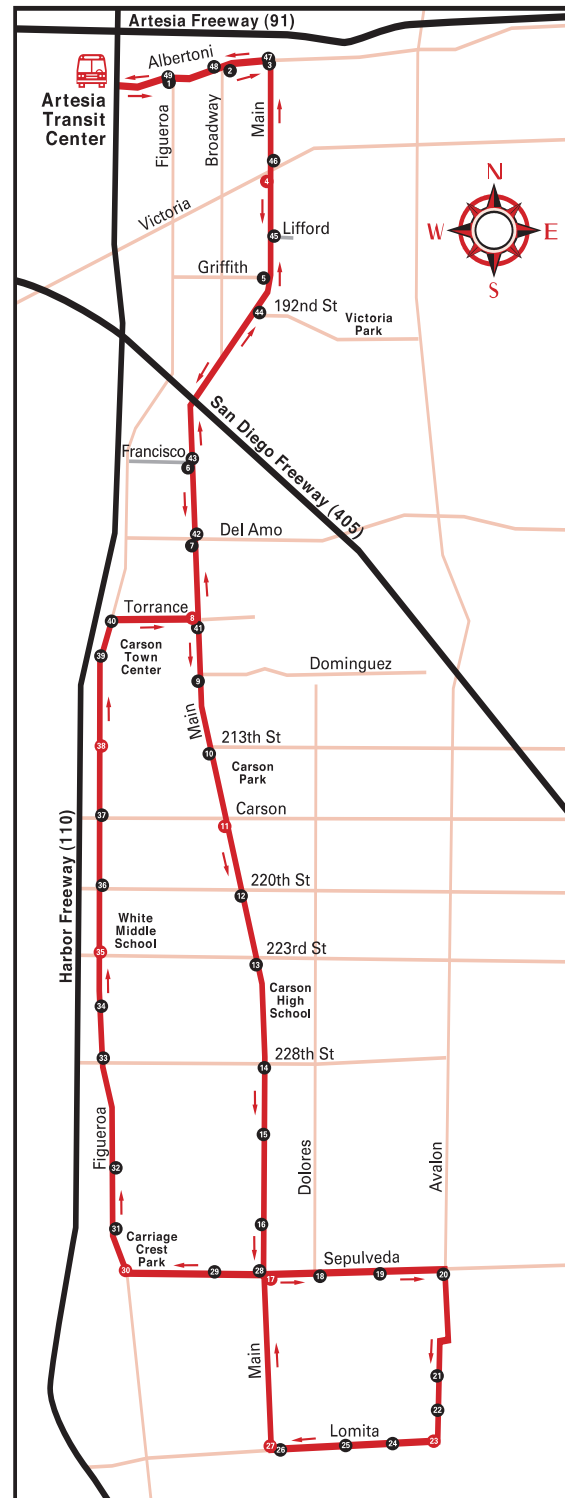 Artesia Freeway (91)
Albertoni
47
3
48
2
49
1
Artesia
Transit
Center
Figueroa
Broadway
Main
46
4
Victoria
45
Lifford
N
W
E
S
Griffith
5
192nd St
44
Victoria
Park
San Diego Freeway (405)
Francisco
43
6
42
Del Amo
7
Torrance
8
40
41
Carson
Town
Center
39
Dominguez
9
Main
38
213th St
10
Carson
Park
37
Carson
11
Harbor Freeway (110)
36
220th St
12
White
Middle
School
35
223rd St
13
Carson
High
School
34
33
228th St
14
Figueroa
15
Dolores
Avalon
32
31
16
Carriage
Crest
Park
30
29
28
17
Sepulveda
18
19
20
Main
21
22
Lomita
27
26
25
24
23